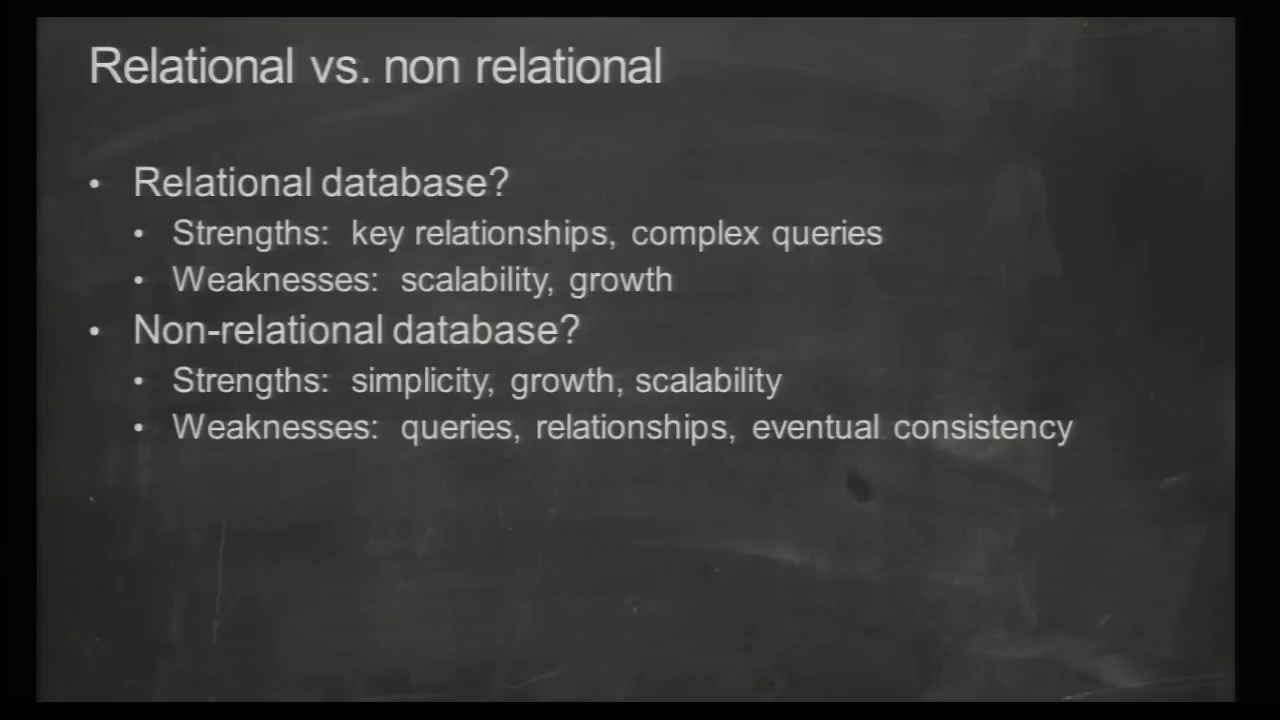 Relational vs. non relational
• Relational database?
• Strengths: key relationships, complex queries
• Weaknesses: scalability, growth
• Non-relational database?
• Strengths: simplicity, growth, scalability
• Weaknesses: queries, relationships, eventual consistency